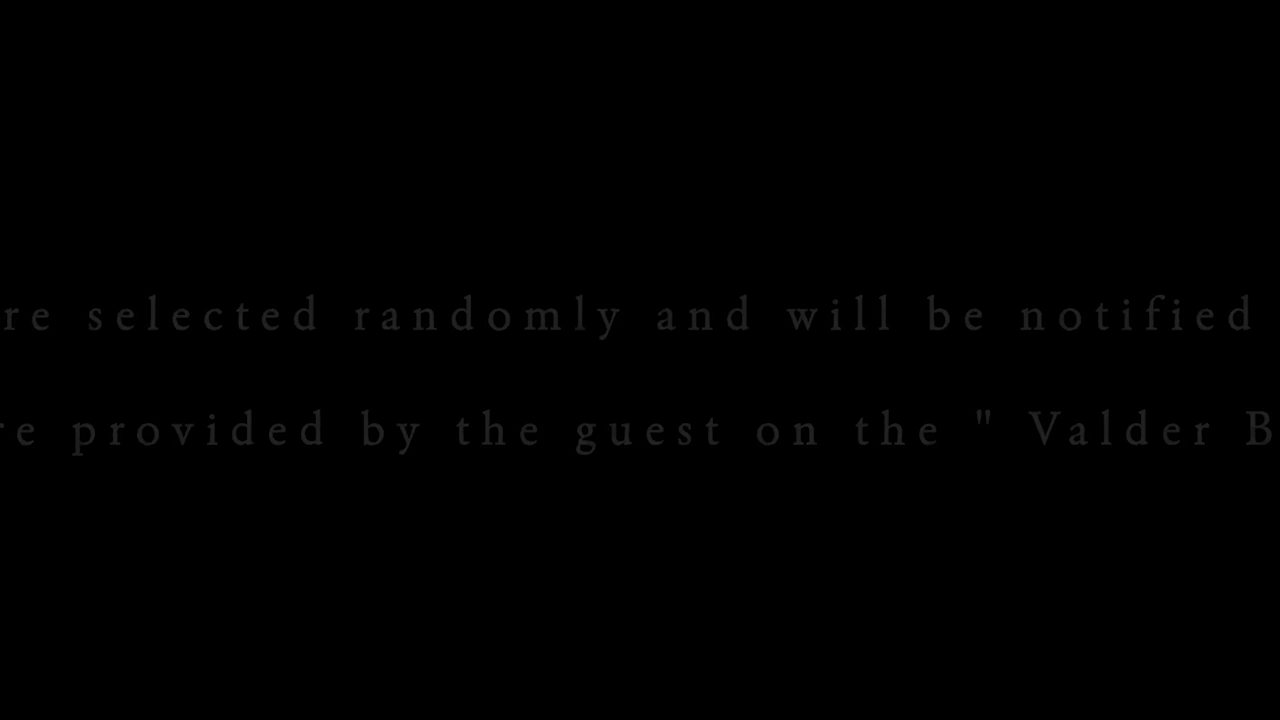 re selected randomly and will be notified
re provided by the guest on the " Valder B